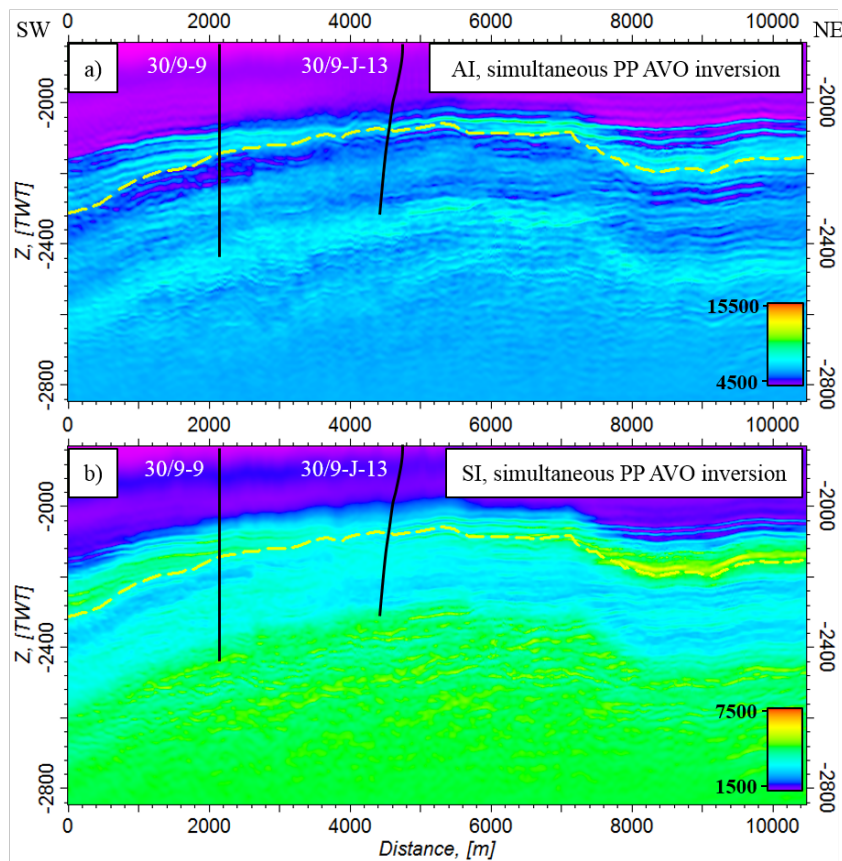 SW 0 2000 4000 6000 8000 10000 NE
a) 30/9-9 30/9-J-13 AI, simultaneous PP AVO inversion
-2000 -2000
Z, [TWT]
-2400 -2400
15500
4500
-2800 -2800
0 2000 4000 6000 8000 10000
b) 30/9-9 30/9-J-13 SI, simultaneous PP AVO inversion
-2000 -2000
Z, [TWT]
-2400 -2400
7500
1500
-2800 -2800
0 2000 4000 6000 8000 10000
Distance, [m]